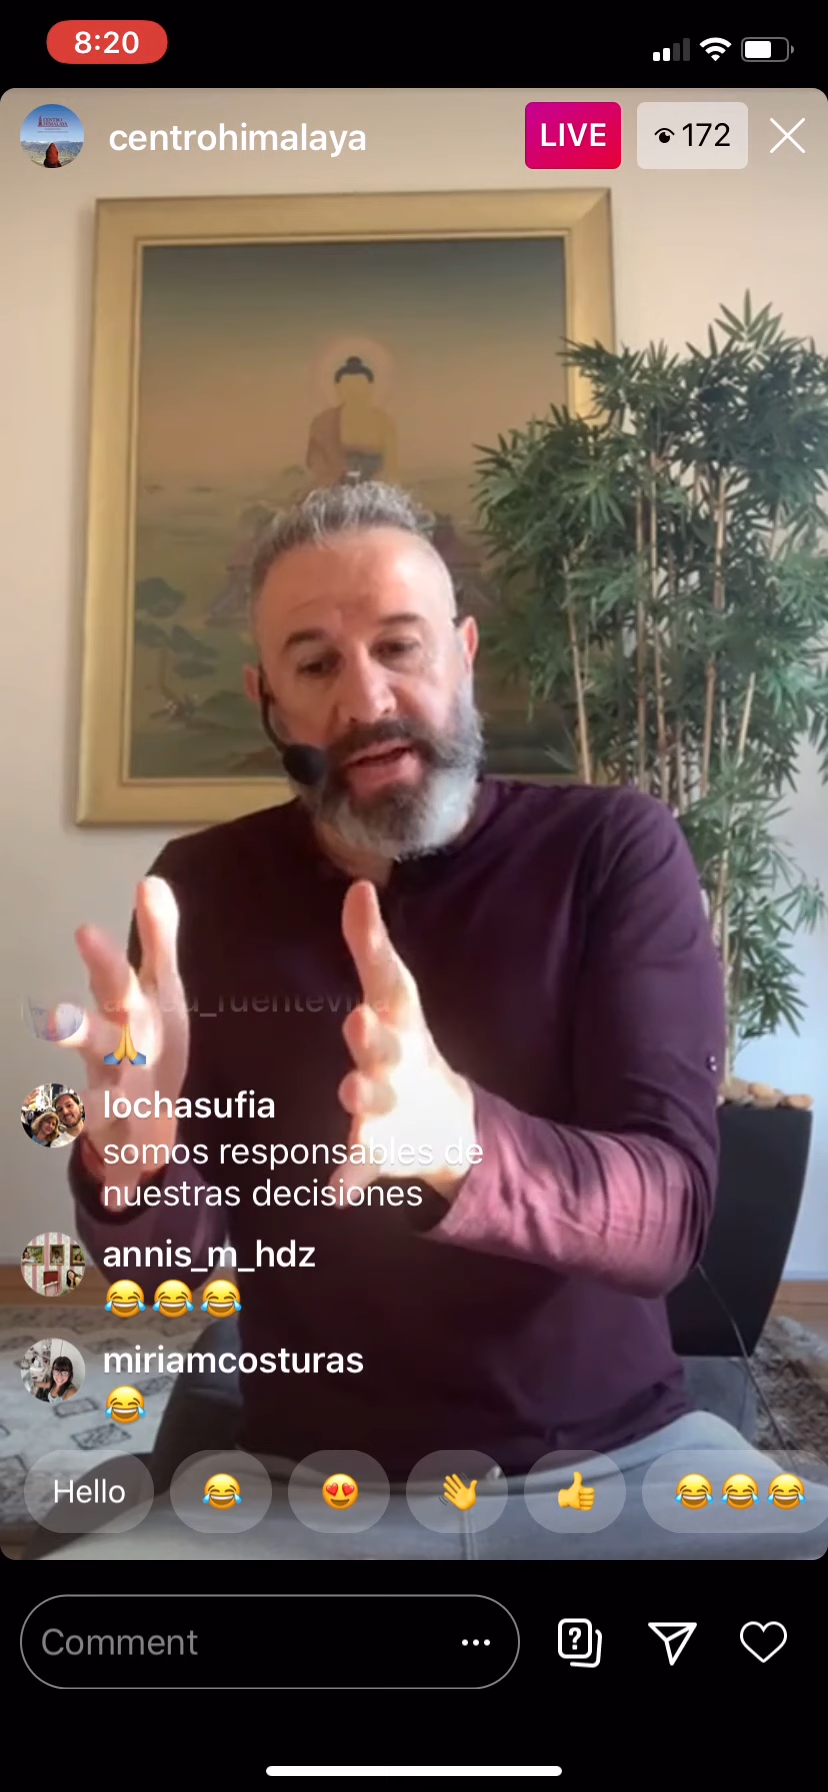 8:20
centrohimalaya
LIVE
172
lochasufia
somos responsables de
nuestras decisiones
annis_m_hdz
😂😂😂
miriamcosturas
😂
Hello
Comment